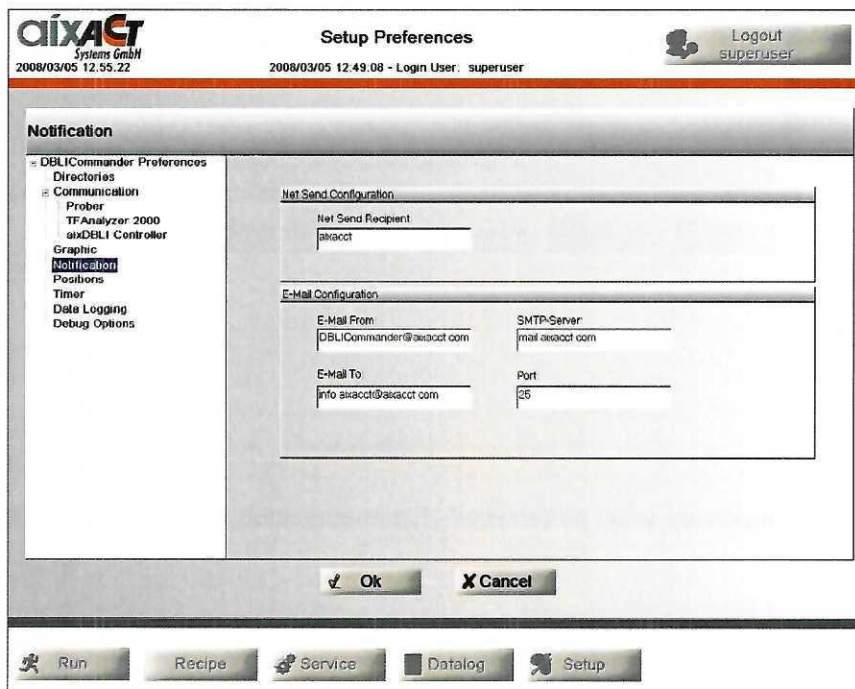 aixACT
Systems GmbH
2008/03/05 12.55.22
Setup Preferences
2008/03/05 12:49:08 - Login User: superuser
Logout
superuser
Notification
DBLICommander Preferences
Directories
Communication
Prober
TFAnalyzer 2000
aixDBLI Controller
Graphic
Notification
Positions
Timer
Data Logging
Debug Options
Net Send Configuration
Net Send Recipient
aixacct
E-Mail Configuration
E-Mail From
DBLICommander@aixacct com
SMTP-Server:
mail aixacct com
E-Mail To:
info aixacct@aixacct com
Port
25
Ok
Cancel
Run
Recipe
Service
Datalog
Setup